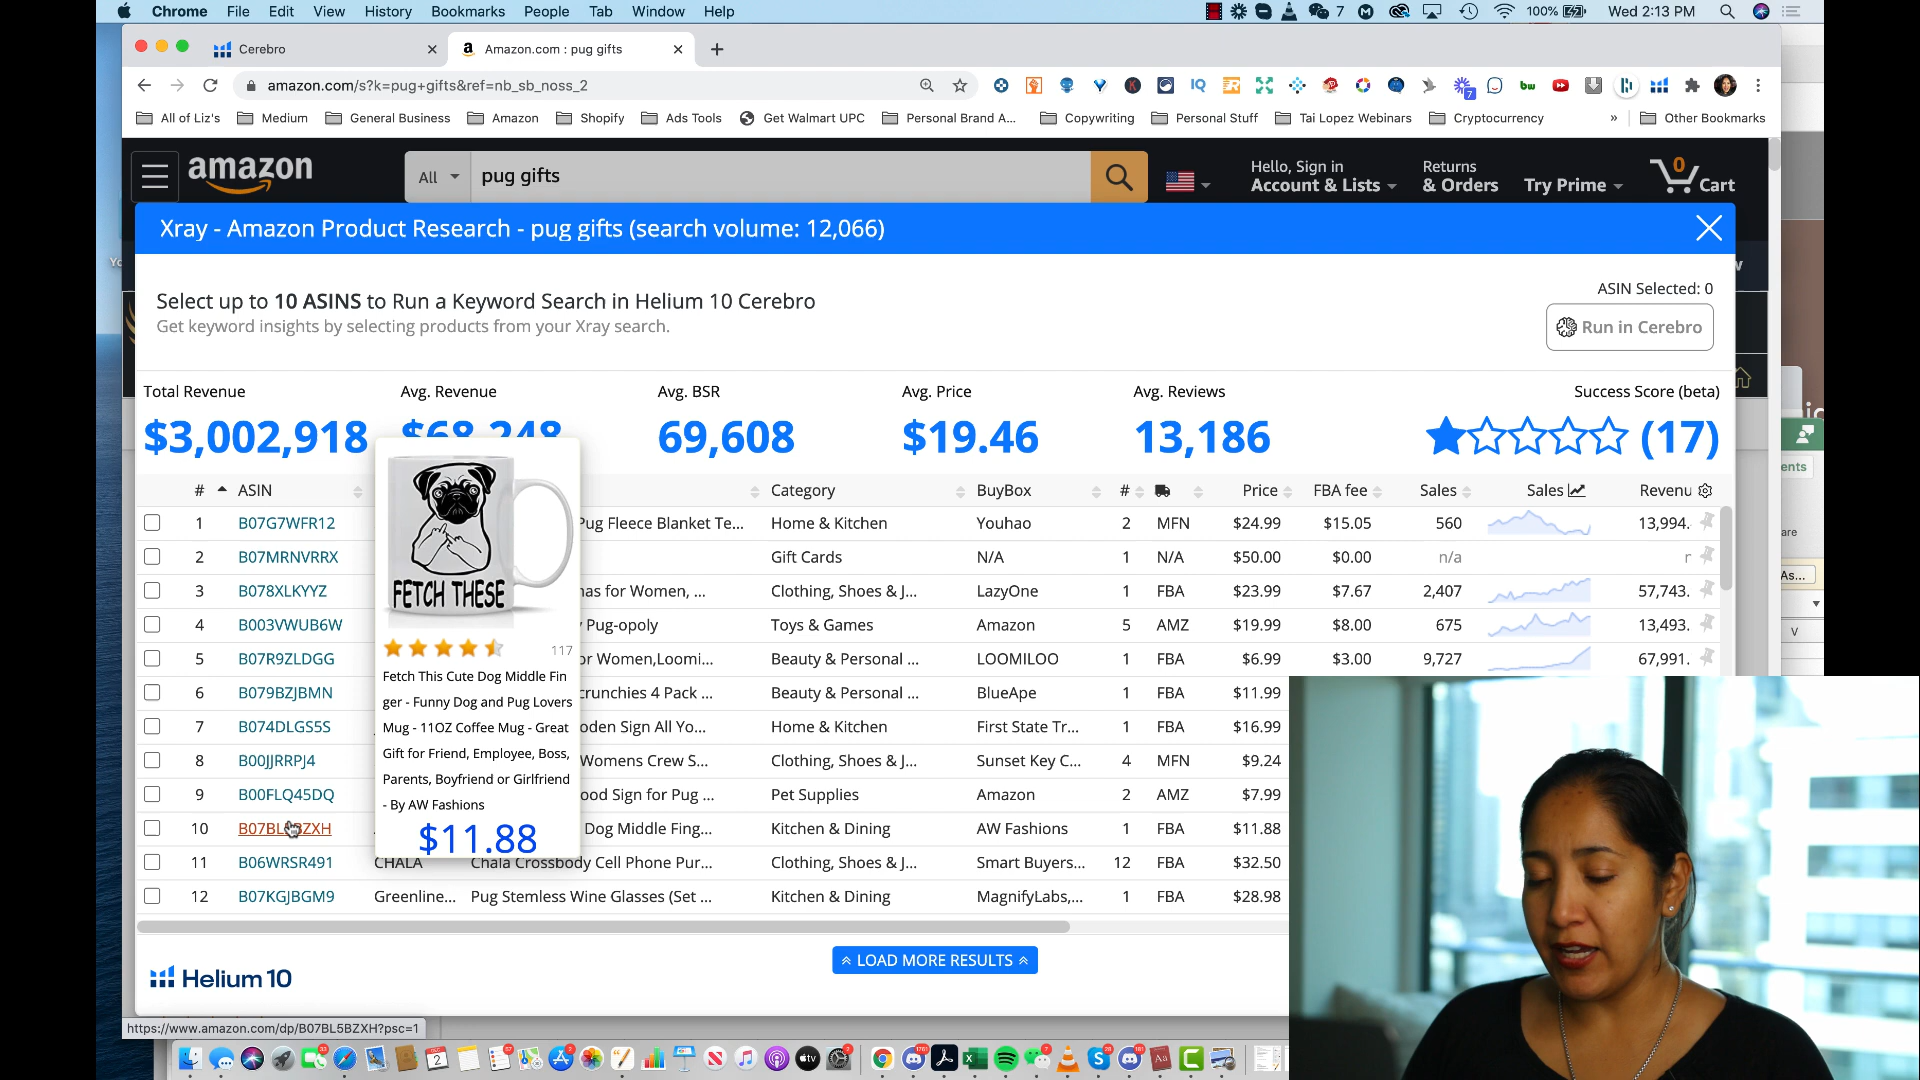 Chrome File Edit View History Bookmarks People Tab Window Help 7 100% Wed 2:13 PM
Cerebro Amazon.com : pug gifts
amazon.com/s?k=pug+gifts&ref=nb_sb_noss_2
All of Liz's Medium General Business Amazon Shopify Ads Tools Get Walmart UPC Personal Brand A... Copywriting Personal Stuff Tai Lopez Webinars Cryptocurrency » Other Bookmarks
amazon All pug gifts Hello, Sign in Account & Lists Returns & Orders Try Prime 0 Cart
Xray - Amazon Product Research - pug gifts (search volume: 12,066)
Select up to 10 ASINS to Run a Keyword Search in Helium 10 Cerebro
Get keyword insights by selecting products from your Xray search.
ASIN Selected: 0
Run in Cerebro
Total Revenue Avg. Revenue Avg. BSR Avg. Price Avg. Reviews Success Score (beta)
$3,002,918 $68,248 69,608 $19.46 13,186 (17)
# ASIN Category BuyBox # Price FBA fee Sales Sales Revenu
1 B07G7WFR12 Pug Fleece Blanket Te... Home & Kitchen Youhao 2 MFN $24.99 $15.05 560 13,994.
2 B07MRNVRRX Gift Cards N/A 1 N/A $50.00 $0.00 n/a
3 B078XLKYYZ nas for Women, ... Clothing, Shoes & J... LazyOne 1 FBA $23.99 $7.67 2,407 57,743.
4 B003VWUB6W Pug-opoly Toys & Games Amazon 5 AMZ $19.99 $8.00 675 13,493.
5 B07R9ZLDGG or Women,Loomi... Beauty & Personal ... LOOMILOO 1 FBA $6.99 $3.00 9,727 67,991.
6 B079BZJBMN crunchies 4 Pack ... Beauty & Personal ... BlueApe 1 FBA $11.99
7 B074DLGS5S oden Sign All Yo... Home & Kitchen First State Tr... 1 FBA $16.99
8 B00JJRRPJ4 Womens Crew S... Clothing, Shoes & J... Sunset Key C... 4 MFN $9.24
9 B00FLQ45DQ ood Sign for Pug ... Pet Supplies Amazon 2 AMZ $7.99
10 Dog Middle Fing... Kitchen & Dining AW Fashions 1 FBA $11.88
11 B06WRSR491 CHALA Chala Crossbody Cell Phone Pur... Clothing, Shoes & J... Smart Buyers... 12 FBA $32.50
12 B07KGJBGM9 Greenline... Pug Stemless Wine Glasses (Set ... Kitchen & Dining MagnifyLabs,... 1 FBA $28.98
FETCH THESE
117
Fetch This Cute Dog Middle Fin
ger - Funny Dog and Pug Lovers
Mug - 11OZ Coffee Mug - Great
Gift for Friend, Employee, Boss,
Parents, Boyfriend or Girlfriend
- By AW Fashions
$11.88
LOAD MORE RESULTS
Helium 10
https://www.amazon.com/dp/B07BL5BZXH?psc=1